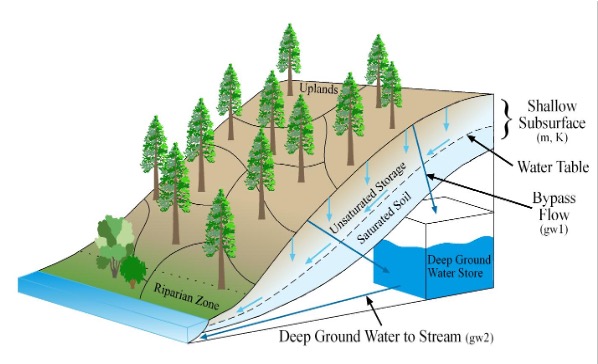 Uplands
Shallow
Subsurface
(m, K)
Water Table
Unsaturated Storage
Saturated Soil
Bypass
Flow
(gw1)
Deep Ground
Water Store
Riparian Zone
Deep Ground Water to Stream (gw2)